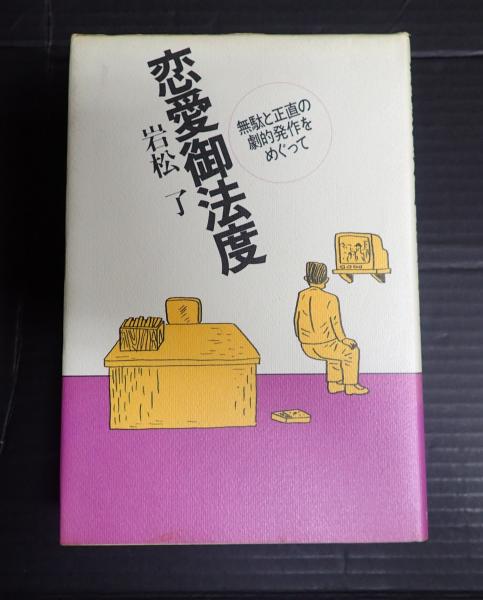 恋愛御法度
岩松 了
無駄と正直の
劇的発作を
めぐって